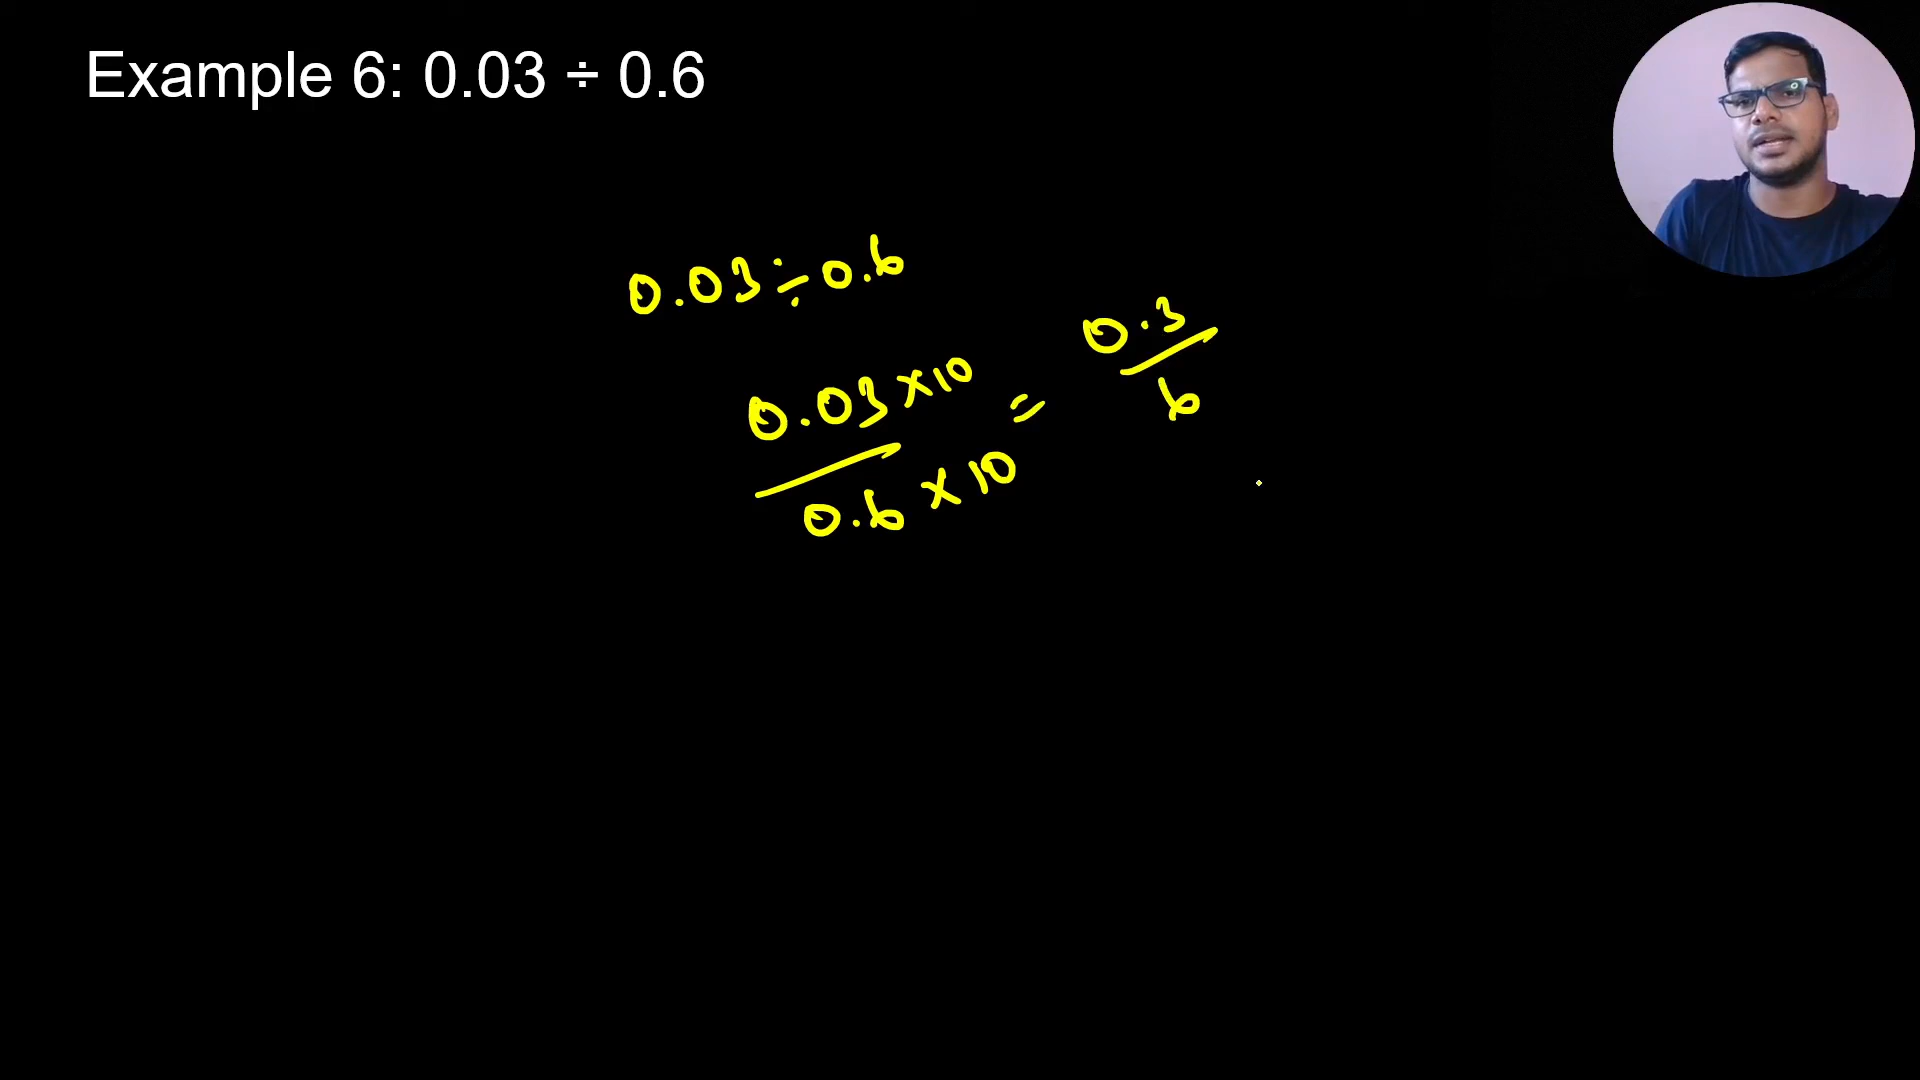 Example 6: 0.03 ÷ 0.6
0.03 ÷ 0.6
0.03 × 10 = 0.3
0.6 × 10 6